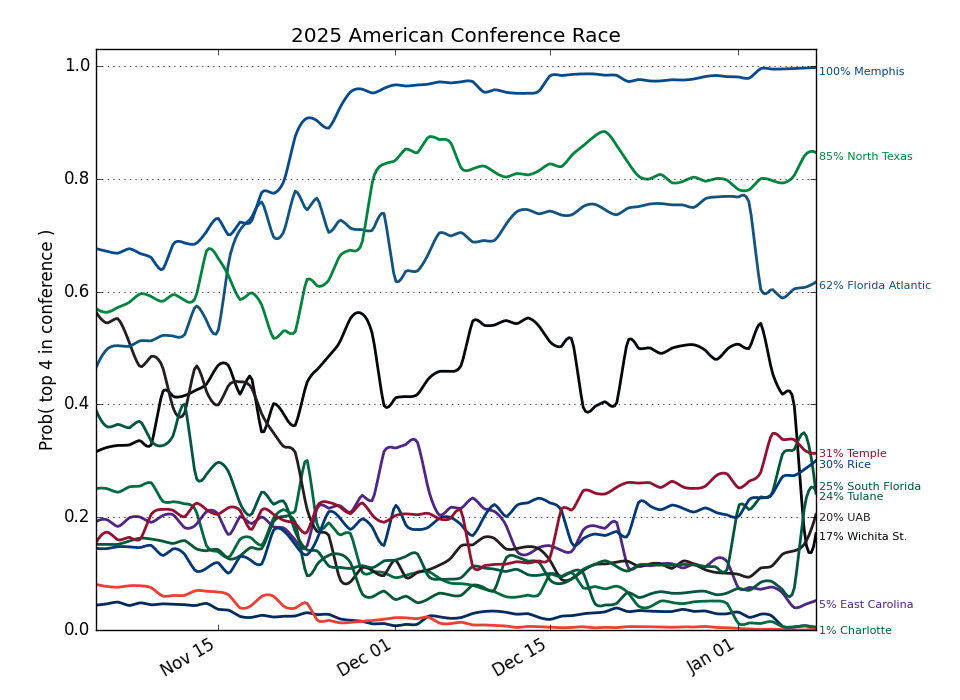 2025 American Conference Race
Prob( top 4 in conference )
1.0
0.8
0.6
0.4
0.2
0.0
Nov 15
Dec 01
Dec 15
Jan 01
100% Memphis
85% North Texas
62% Florida Atlantic
31% Temple
30% Rice
25% South Florida
24% Tulane
20% UAB
17% Wichita St.
5% East Carolina
1% Charlotte